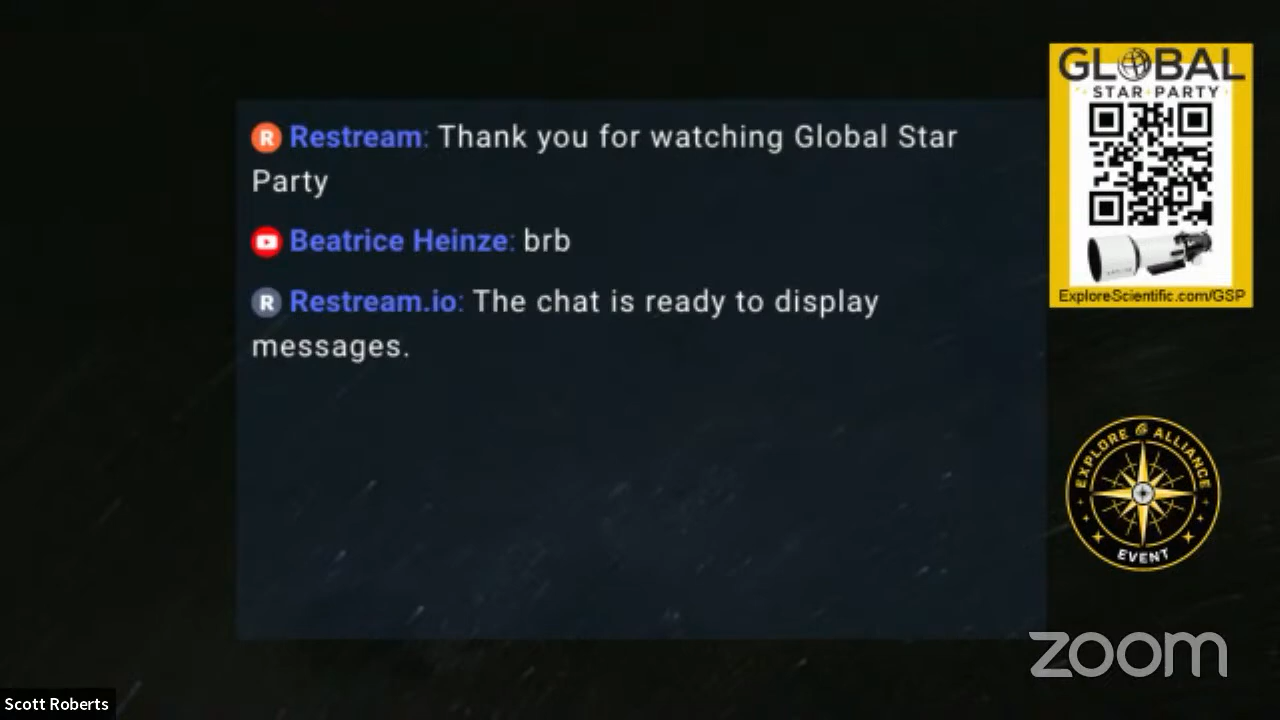 Restream: Thank you for watching Global Star
Party
Beatrice Heinze: brb
Restream.io: The chat is ready to display
messages.
GLOBAL
STAR PARTY
ExploreScientific.com/GSP
EXPLORE ALLIANCE
EVENT
zoom
Scott Roberts